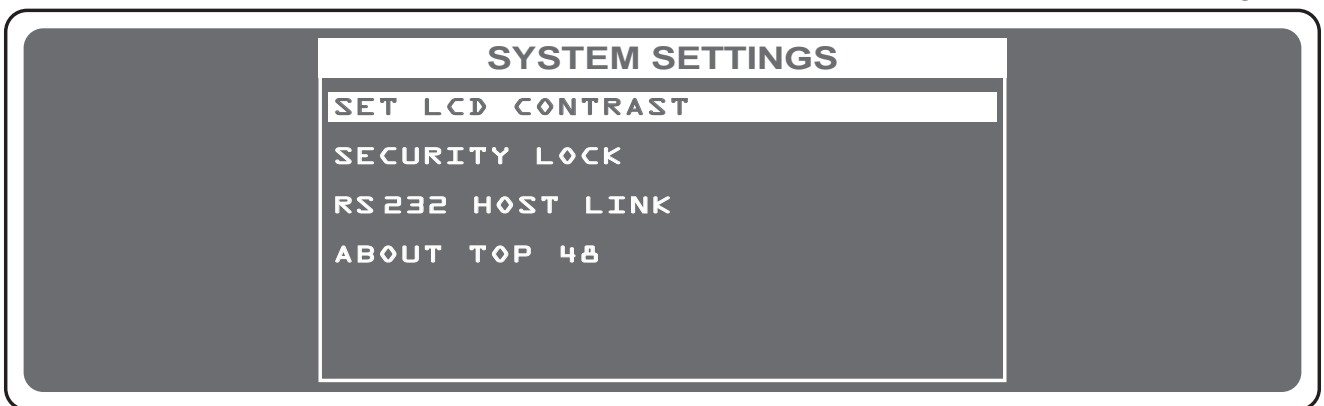 SYSTEM SETTINGS
SET LCD CONTRAST
SECURITY LOCK
RS232 HOST LINK
ABOUT TOP 48